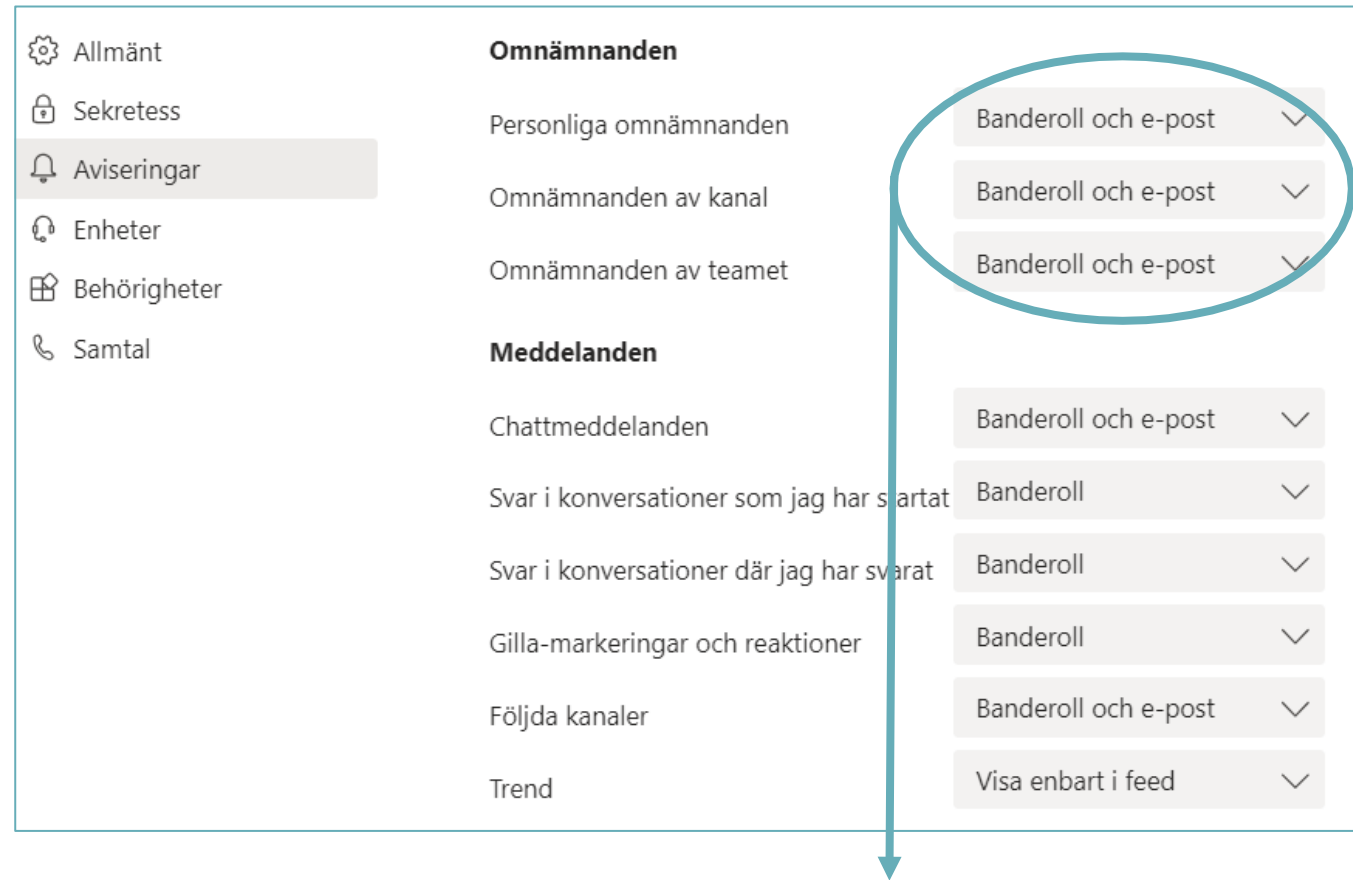 Allmänt
Sekretess
Aviseringar
Enheter
Behörigheter
Samtal
Omnämnanden
Personliga omnämnanden Banderoll och e-post
Omnämnanden av kanal Banderoll och e-post
Omnämnanden av teamet Banderoll och e-post
Meddelanden
Chattmeddelanden Banderoll och e-post
Svar i konversationer som jag har startat Banderoll
Svar i konversationer där jag har svarat Banderoll
Gilla-markeringar och reaktioner Banderoll
Följda kanaler Banderoll och e-post
Trend Visa enbart i feed